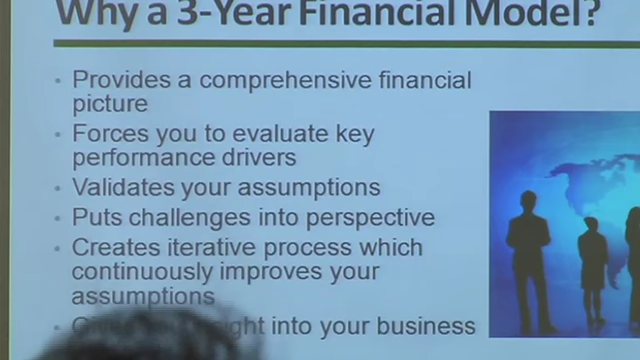 Why a 3-Year Financial Model?
• Provides a comprehensive financial
picture
• Forces you to evaluate key
performance drivers
• Validates your assumptions
• Puts challenges into perspective
• Creates iterative process which
continuously improves your
assumptions
into your business